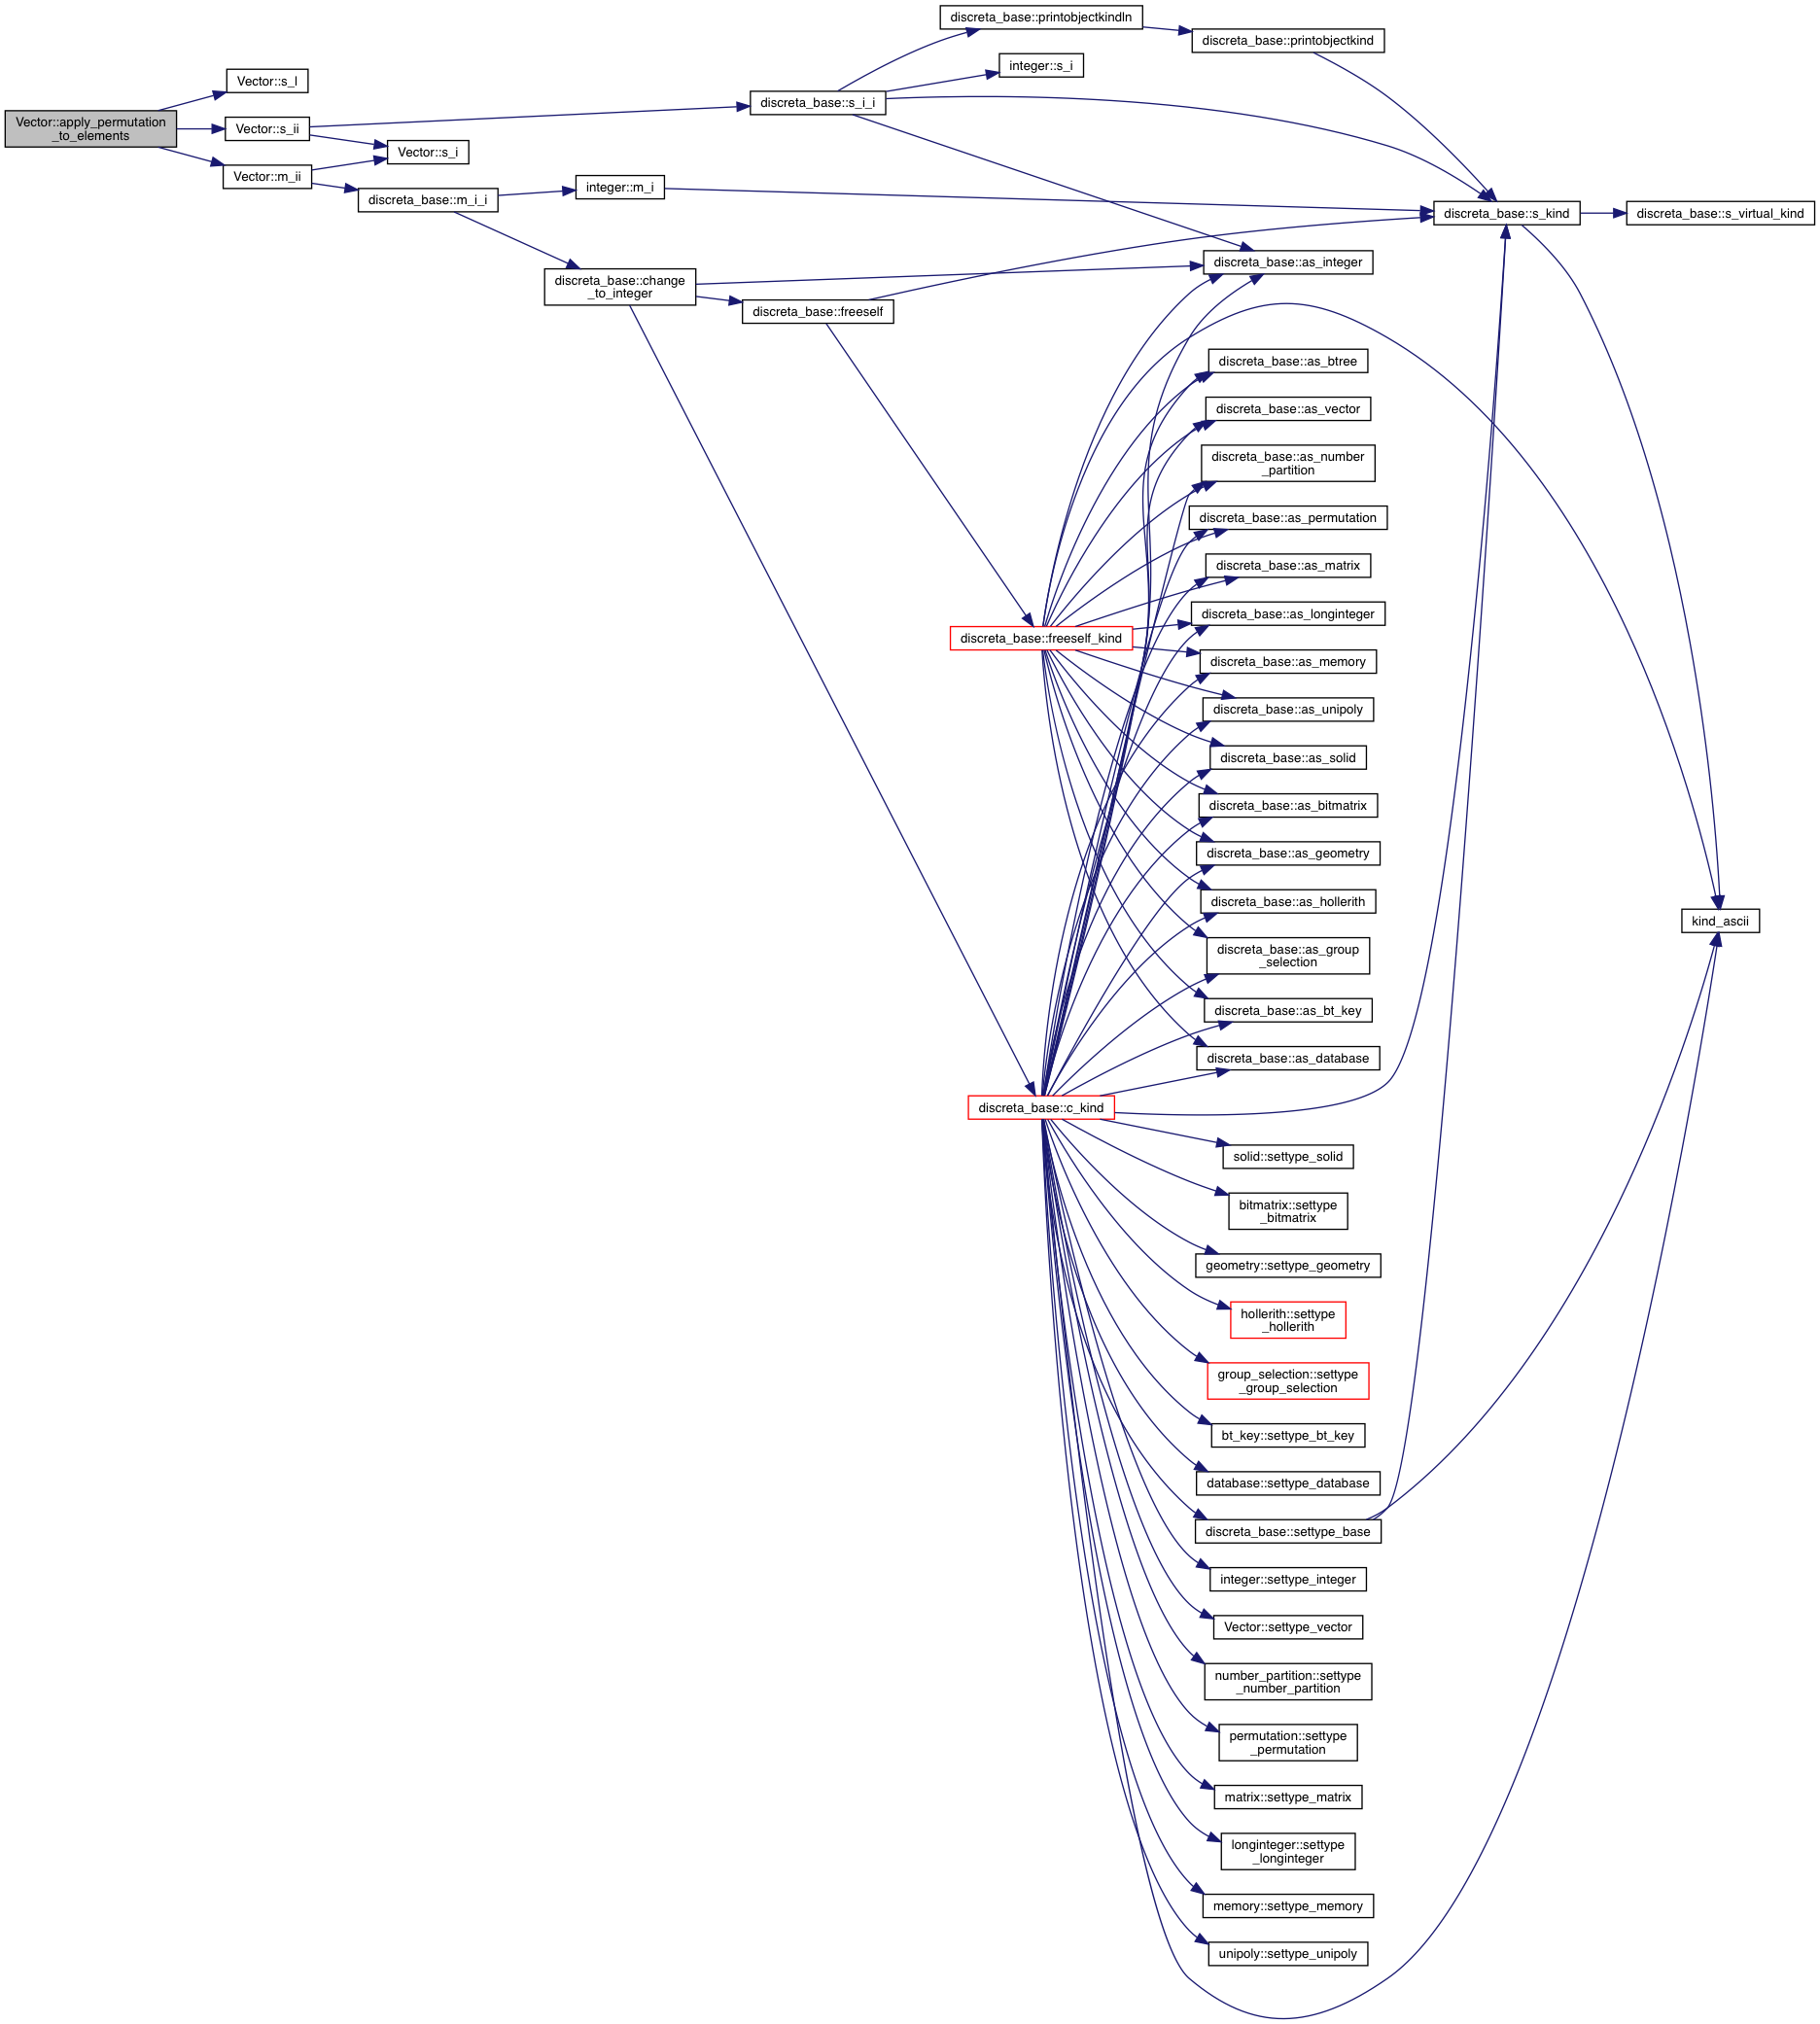 Vector::apply_permutation
_to_elements
Vector::s_l
Vector::s_ii
Vector::m_ii
Vector::s_i
discreta_base::m_i_i
integer::m_i
discreta_base::change
_to_integer
discreta_base::s_i_i
discreta_base::freeself
discreta_base::printobjectkindln
integer::s_i
discreta_base::printobjectkind
discreta_base::s_kind
discreta_base::s_virtual_kind
discreta_base::as_integer
discreta_base::as_btree
discreta_base::as_vector
discreta_base::as_number
_partition
discreta_base::as_permutation
discreta_base::as_matrix
discreta_base::as_longinteger
discreta_base::freeself_kind
discreta_base::as_memory
discreta_base::as_unipoly
discreta_base::as_solid
discreta_base::as_bitmatrix
discreta_base::as_geometry
discreta_base::as_hollerith
kind_ascii
discreta_base::as_group
_selection
discreta_base::as_bt_key
discreta_base::as_database
discreta_base::c_kind
solid::settype_solid
bitmatrix::settype
_bitmatrix
geometry::settype_geometry
hollerith::settype
_hollerith
group_selection::settype
_group_selection
bt_key::settype_bt_key
database::settype_database
discreta_base::settype_base
integer::settype_integer
Vector::settype_vector
number_partition::settype
_number_partition
permutation::settype
_permutation
matrix::settype_matrix
longinteger::settype
_longinteger
memory::settype_memory
unipoly::settype_unipoly